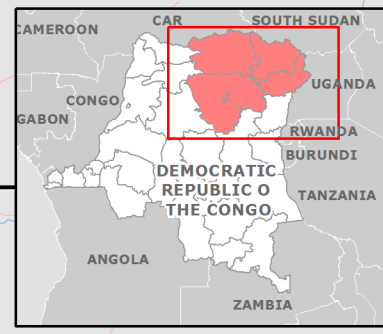 CAR
SOUTH SUDAN
CAMEROON
UGANDA
CONGO
GABON
RWANDA
BURUNDI
DEMOCRATIC
REPUBLIC O
THE CONGO
TANZANIA
ANGOLA
ZAMBIA